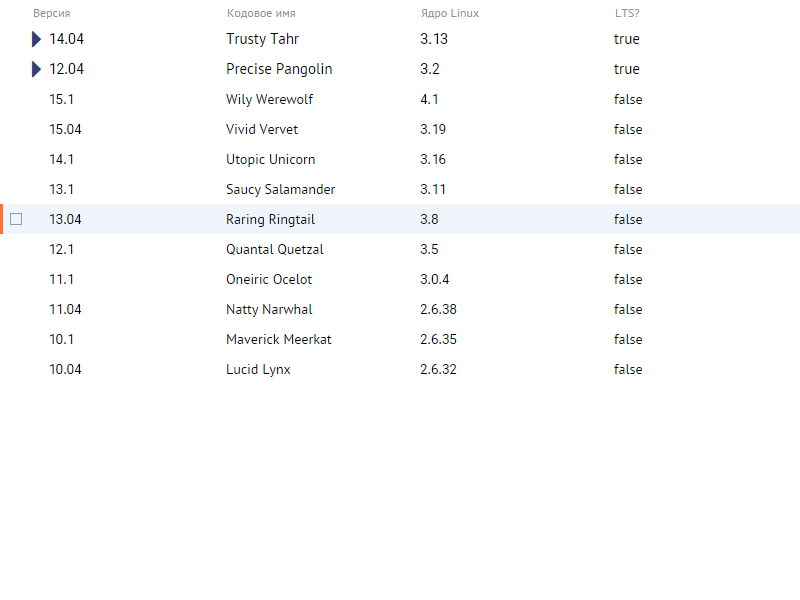 Версия Кодовое имя Ядро Linux LTS?
14.04 Trusty Tahr 3.13 true
12.04 Precise Pangolin 3.2 true
15.1 Wily Werewolf 4.1 false
15.04 Vivid Vervet 3.19 false
14.1 Utopic Unicorn 3.16 false
13.1 Saucy Salamander 3.11 false
13.04 Raring Ringtail 3.8 false
12.1 Quantal Quetzal 3.5 false
11.1 Oneiric Ocelot 3.0.4 false
11.04 Natty Narwhal 2.6.38 false
10.1 Maverick Meerkat 2.6.35 false
10.04 Lucid Lynx 2.6.32 false